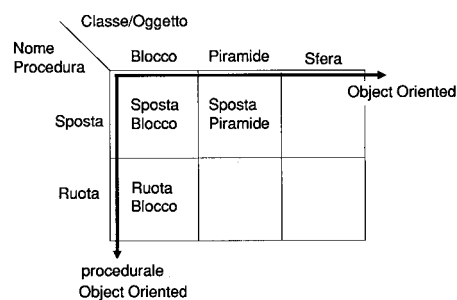 Classe/Oggetto
Nome
Procedura
Blocco Piramide Sfera
Object Oriented
Sposta
Sposta
Blocco
Sposta
Piramide
Ruota
Ruota
Blocco
procedurale
Object Oriented